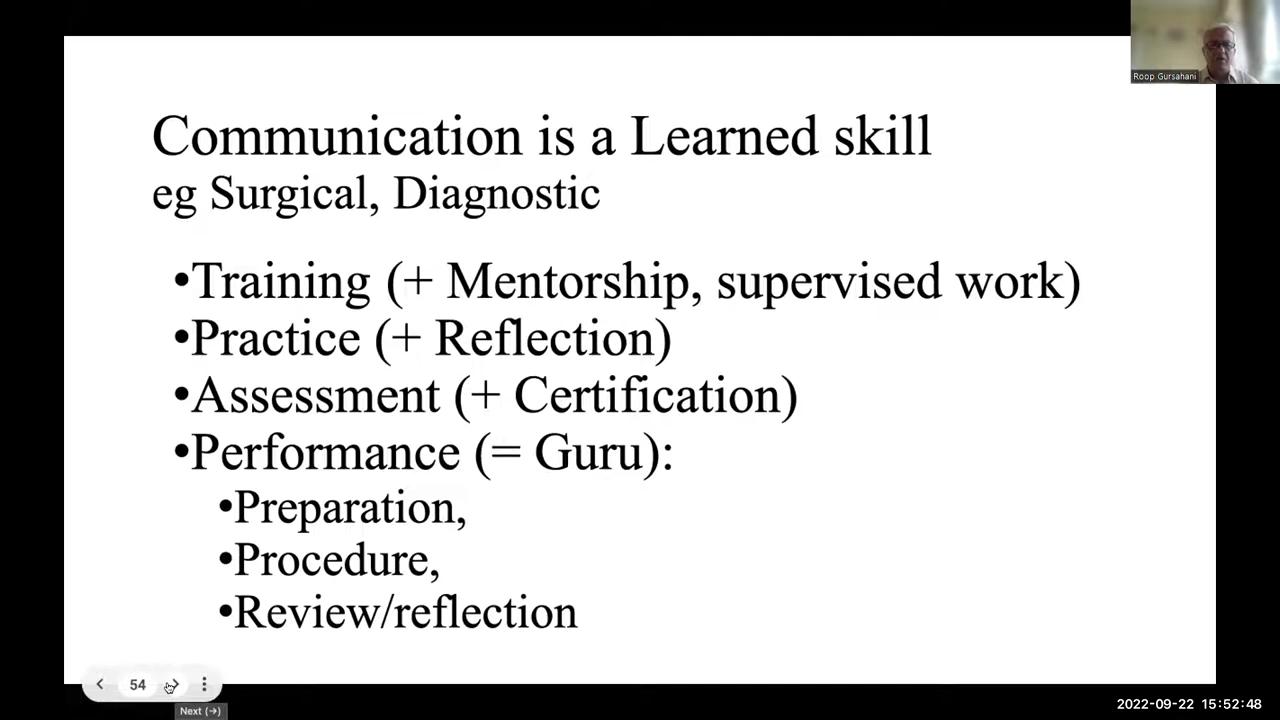 Roop Gursahani
Communication is a Learned skill
eg Surgical, Diagnostic
•Training (+ Mentorship, supervised work)
•Practice (+ Reflection)
•Assessment (+ Certification)
•Performance (= Guru):
•Preparation,
•Procedure,
•Review/reflection
54
Next (→)
2022-09-22 15:52:48